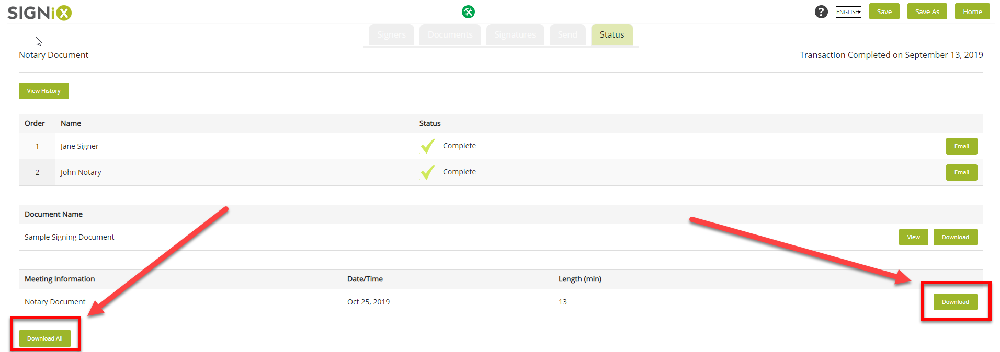 SIGNiX
?
ENGLISH
Save
Save As
Home
Signers
Documents
Signatures
Send
Status
Notary Document
Transaction Completed on September 13, 2019
View History
Order Name Status
1 Jane Signer Complete Email
2 John Notary Complete Email
Document Name
Sample Signing Document View Download
Meeting Information Date/Time Length (min)
Notary Document Oct 25, 2019 13 Download
Download All